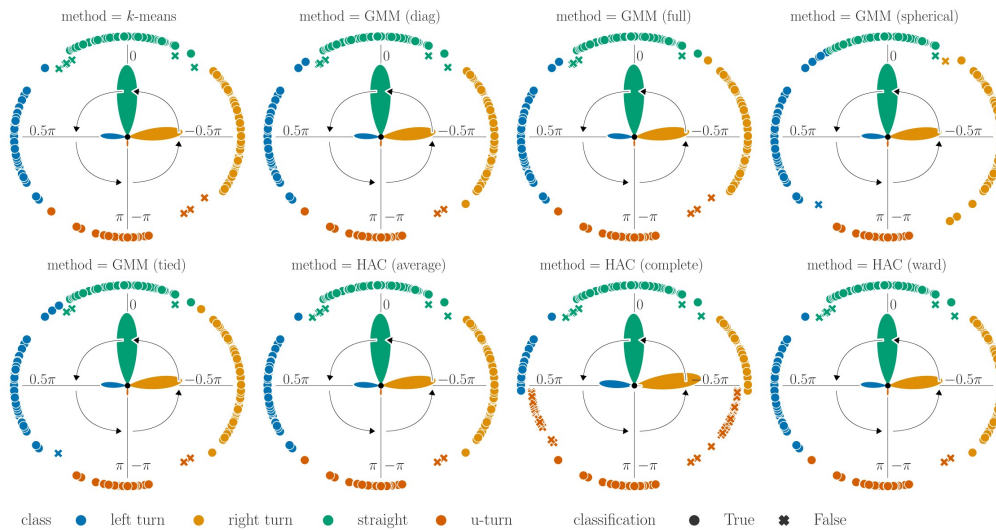 method = k-means
method = GMM (diag)
method = GMM (full)
method = GMM (spherical)
0
0
0
0
0.5π −0.5π
0.5π −0.5π
0.5π −0.5π
0.5π −0.5π
π −π
π −π
π −π
π −π
method = GMM (tied)
method = HAC (average)
method = HAC (complete)
method = HAC (ward)
0
0
0
0
0.5π −0.5π
0.5π −0.5π
0.5π −0.5π
0.5π −0.5π
π −π
π −π
π −π
π −π
class left turn right turn straight u-turn classification True False